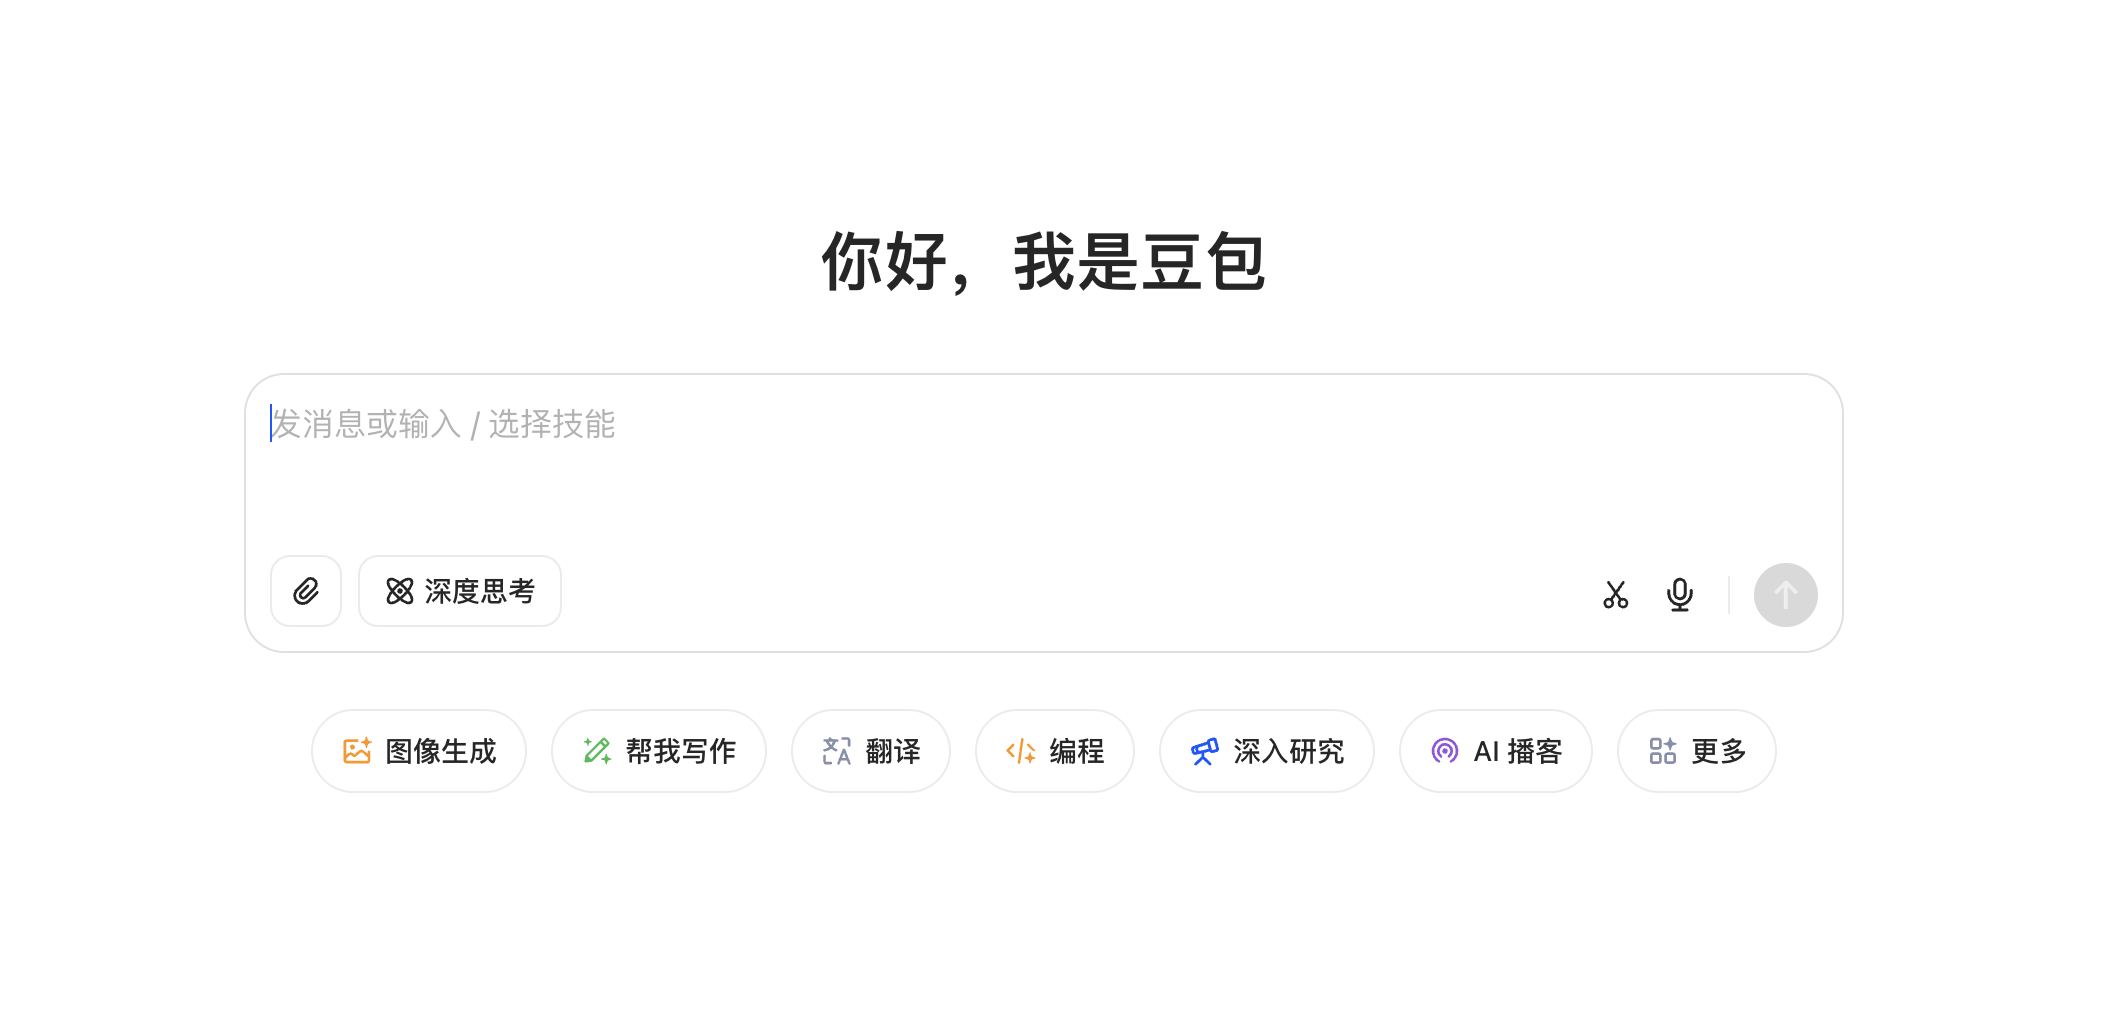 你好，我是豆包
发消息或输入 / 选择技能
深度思考
图像生成 帮我写作 翻译 编程 深入研究 AI 播客 更多